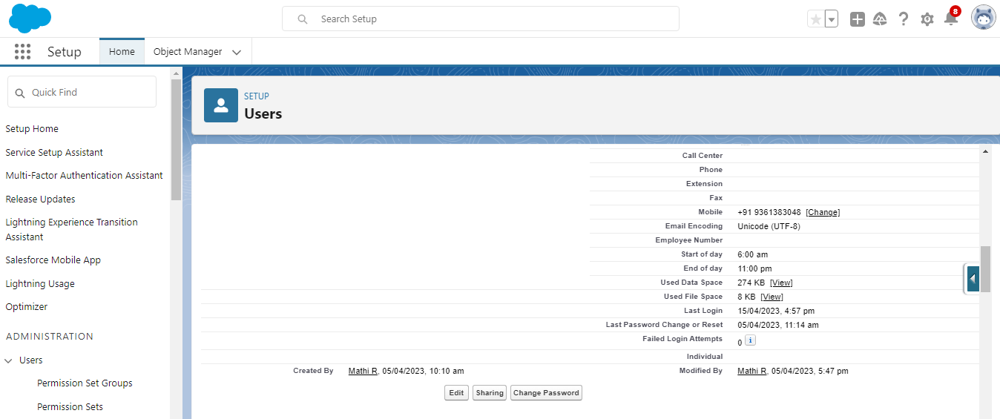 Search Setup
8
Setup
Home
Object Manager
Quick Find
Setup Home
Service Setup Assistant
Multi-Factor Authentication Assistant
Release Updates
Lightning Experience Transition
Assistant
Salesforce Mobile App
Lightning Usage
Optimizer
ADMINISTRATION
Users
Permission Set Groups
Permission Sets
SETUP
Users
Call Center
Phone
Extension
Fax
Mobile +91 9361383048 [Change]
Email Encoding Unicode (UTF-8)
Employee Number
Start of day 6:00 am
End of day 11:00 pm
Used Data Space 274 KB [View]
Used File Space 8 KB [View]
Last Login 15/04/2023, 4:57 pm
Last Password Change or Reset 05/04/2023, 11:14 am
Failed Login Attempts 0 i
Individual
Created By Mathi R, 05/04/2023, 10:10 am Modified By Mathi R, 05/04/2023, 5:47 pm
Edit Sharing Change Password